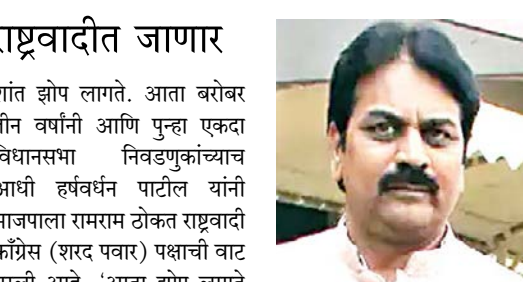 राष्ट्रवादीत जाणार
शांत झोप लागते. आता बरोबर
तीन वर्षांनी आणि पुन्हा एकदा
विधानसभा निवडणुकांच्याच
आधी हर्षवर्धन पाटील यांनी
भाजपाला रामराम ठोकत राष्ट्रवादी
काँग्रेस (शरद पवार) पक्षाची वाट